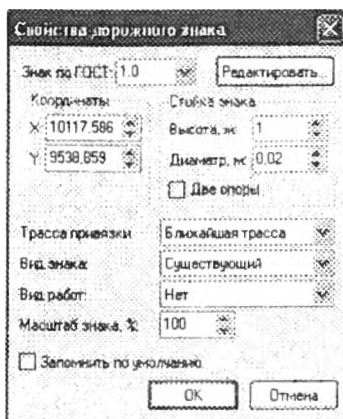 Свойства дорожного знака
Знак по ГОСТ: 1.0 Редактировать...
Координаты Стойка знака
X: 10117,586 Высота, м: 1
Y: 9538,859 Диаметр, м: 0,02
Две опоры
Трасса привязки: Ближайшая трасса
Вид знака: Существующий
Вид работ: Нет
Масштаб знака, %: 100
Запомнить по умолчанию
OK Отмена